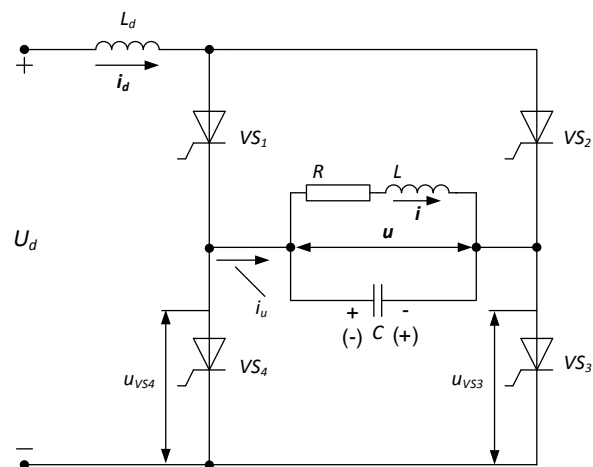 L_d
+
i_d
VS_1
VS_2
R L
i
U_d
u
i_u
+ -
(-) C (+)
u_VS4
VS_4
u_VS3
VS_3
−